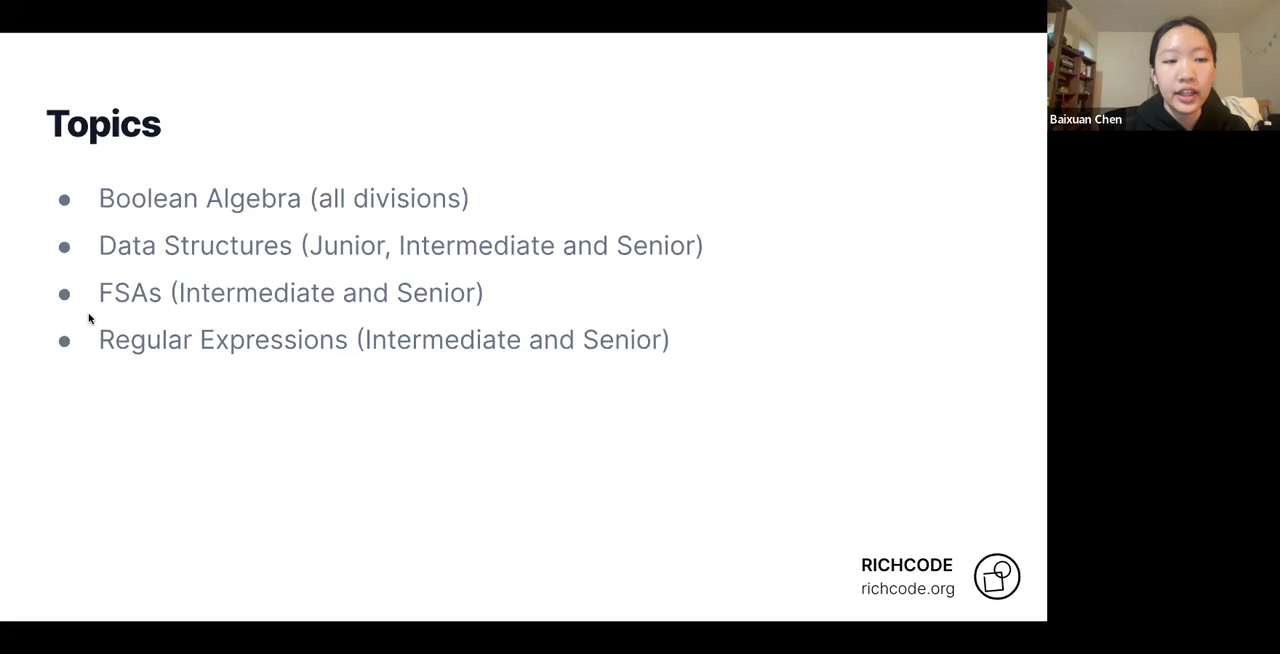 Topics
● Boolean Algebra (all divisions)
● Data Structures (Junior, Intermediate and Senior)
● FSAs (Intermediate and Senior)
● Regular Expressions (Intermediate and Senior)
RICHCODE
richcode.org
Baixuan Chen